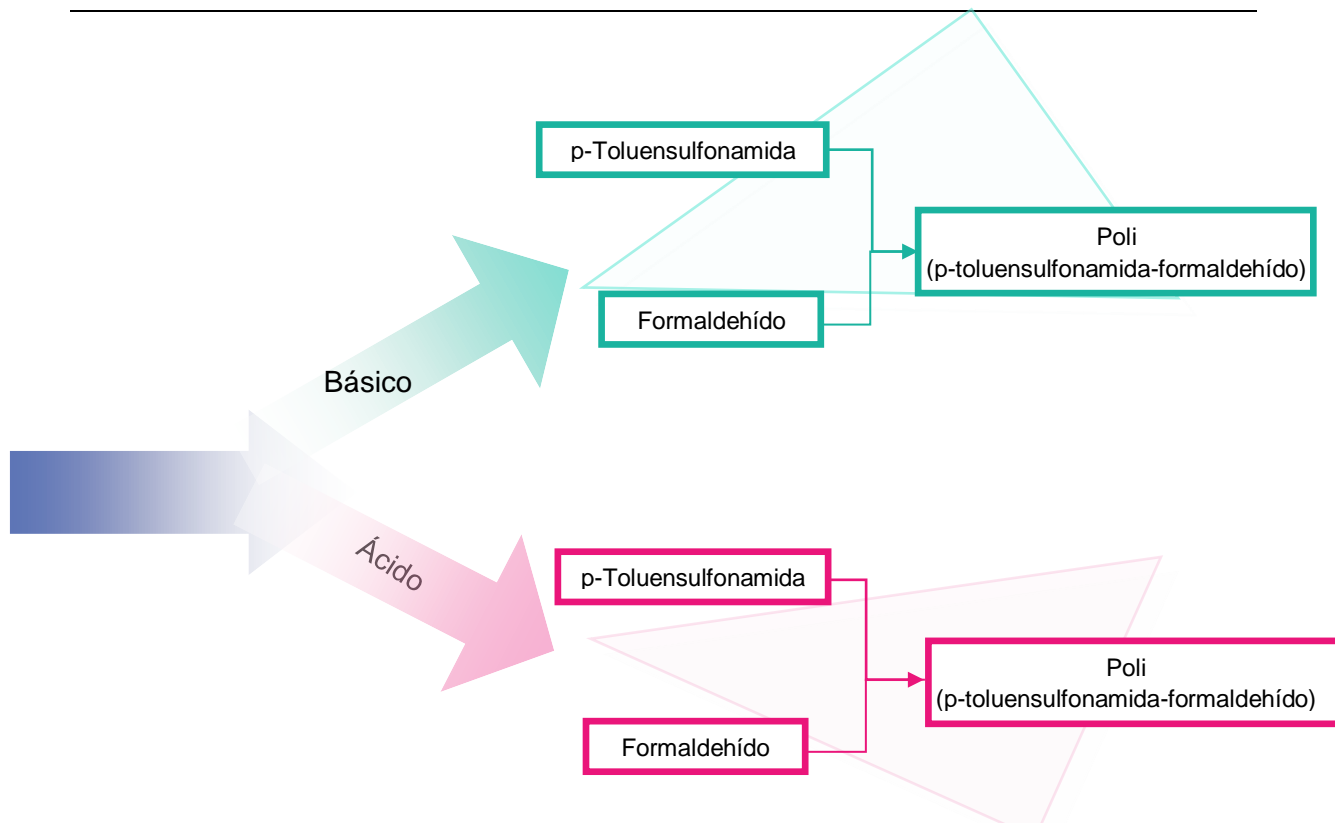 p-Toluensulfonamida
Poli
(p-toluensulfonamida-formaldehído)
Formaldehído
Básico
Ácido
p-Toluensulfonamida
Poli
(p-toluensulfonamida-formaldehído)
Formaldehído